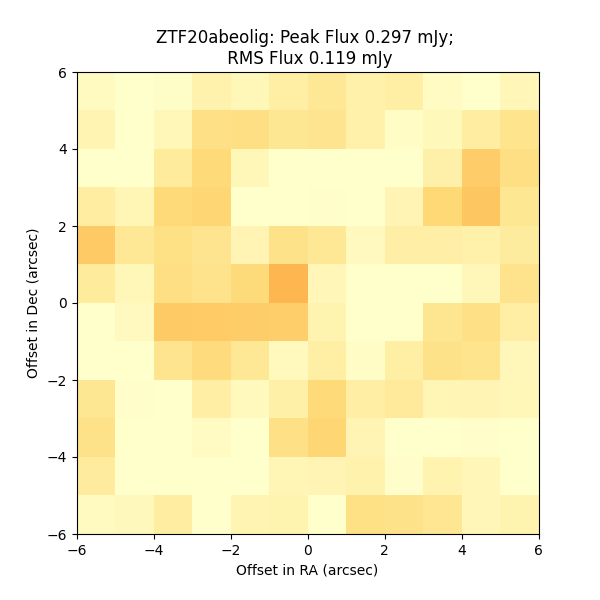 ZTF20abeolig: Peak Flux 0.297 mJy;
RMS Flux 0.119 mJy
6
4
2
0
−2
−4
−6
Offset in Dec (arcsec)
−6 −4 −2 0 2 4 6
Offset in RA (arcsec)